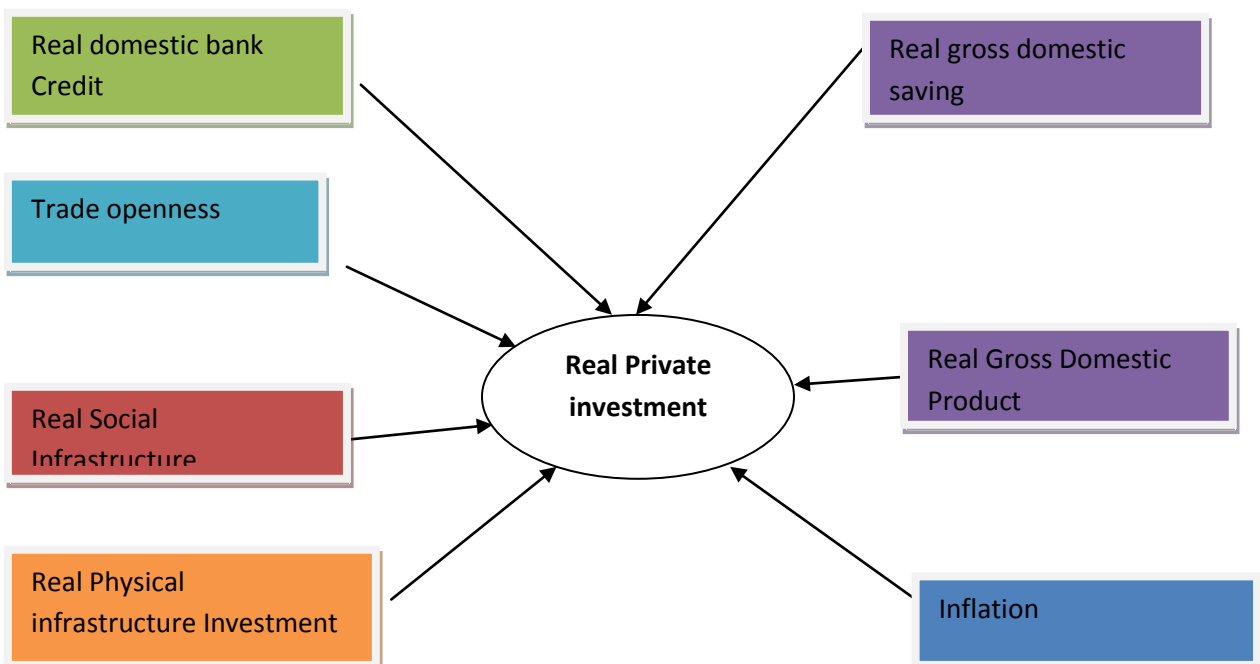 Real domestic bank
Credit
Real gross domestic
saving
Trade openness
Real Private
investment
Real Gross Domestic
Product
Real Social
Infrastructure
Real Physical
infrastructure Investment
Inflation